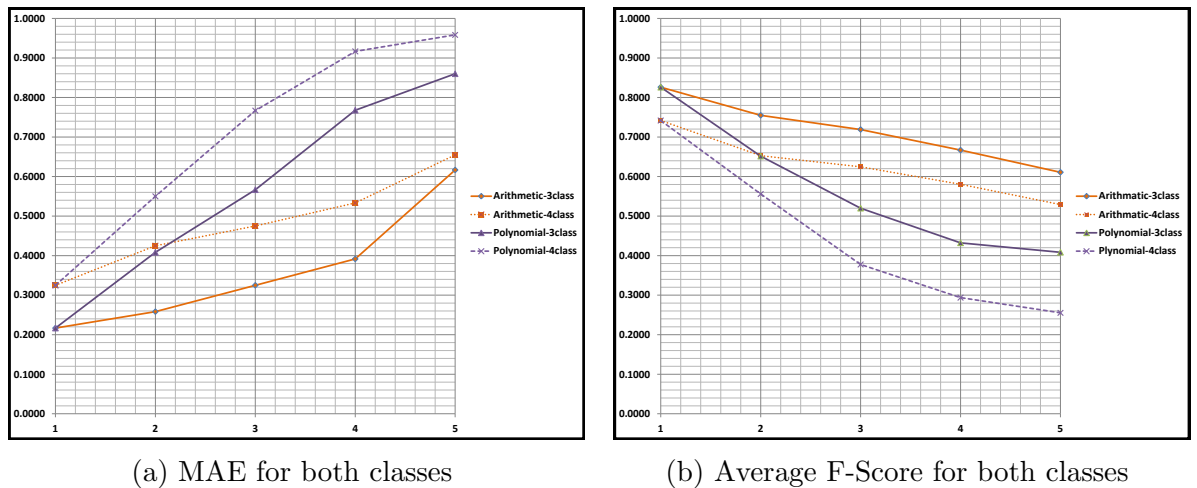 1.0000
0.9000
0.8000
0.7000
0.6000
0.5000
0.4000
0.3000
0.2000
0.1000
0.0000
1 2 3 4 5
Arithmetic-3class
Arithmetic-4class
Polynomial-3class
Polynomial-4class
(a) MAE for both classes
1.0000
0.9000
0.8000
0.7000
0.6000
0.5000
0.4000
0.3000
0.2000
0.1000
0.0000
1 2 3 4 5
Arithmatic-3class
Arithmatic-4class
Polynomial-3class
Plynomial-4class
(b) Average F-Score for both classes